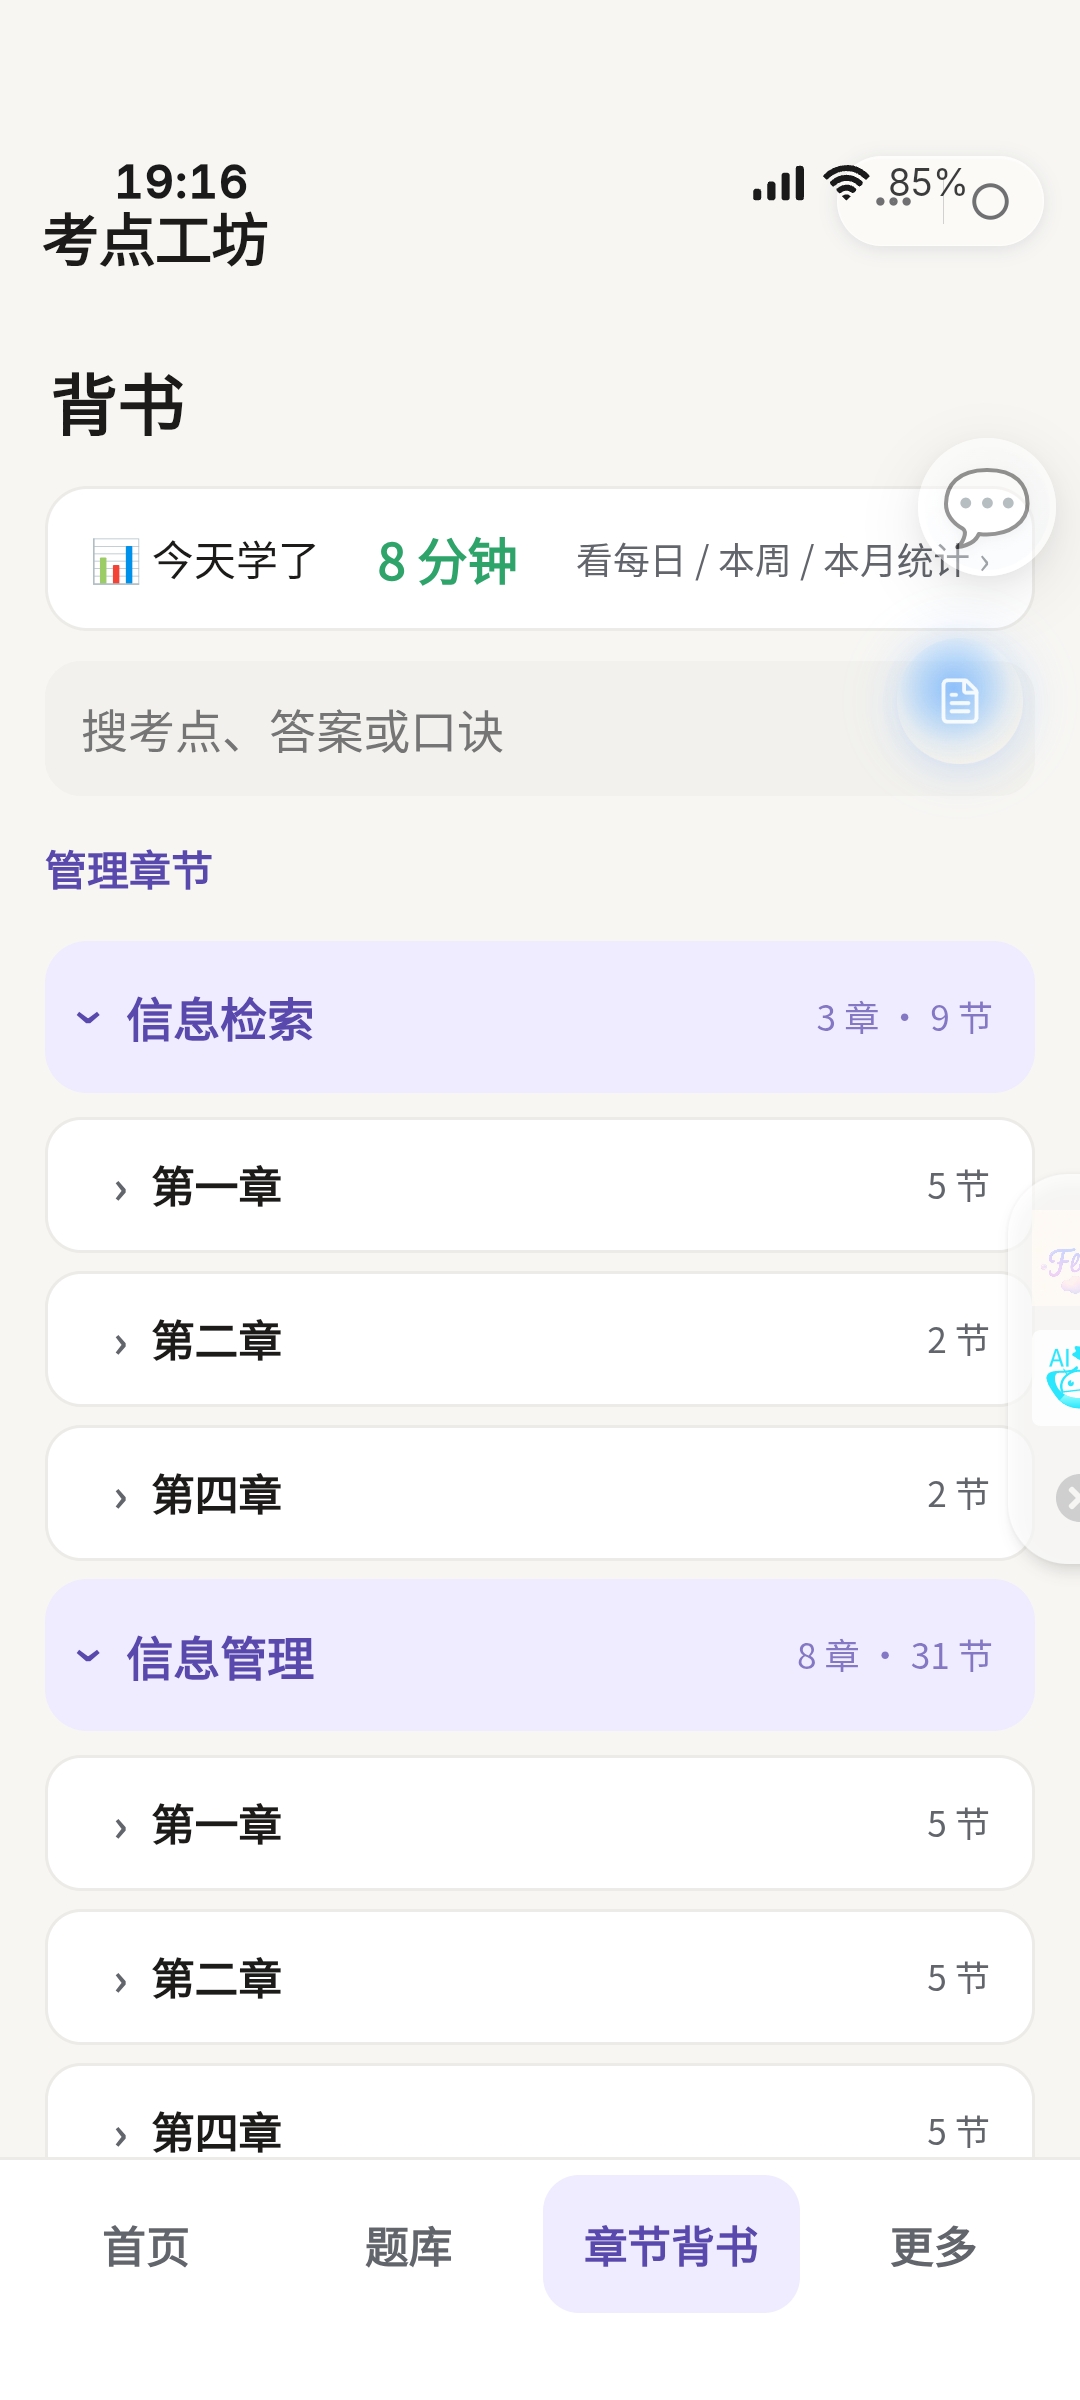 19:16
85%
考点工坊
背书
今天学了 8 分钟 看每日 / 本周 / 本月统计 ›
搜考点、答案或口诀
管理章节
信息检索 3 章 · 9 节
› 第一章 5 节
› 第二章 2 节
› 第四章 2 节
信息管理 8 章 · 31 节
› 第一章 5 节
› 第二章 5 节
› 第四章 5 节
AI
首页 题库 章节背书 更多